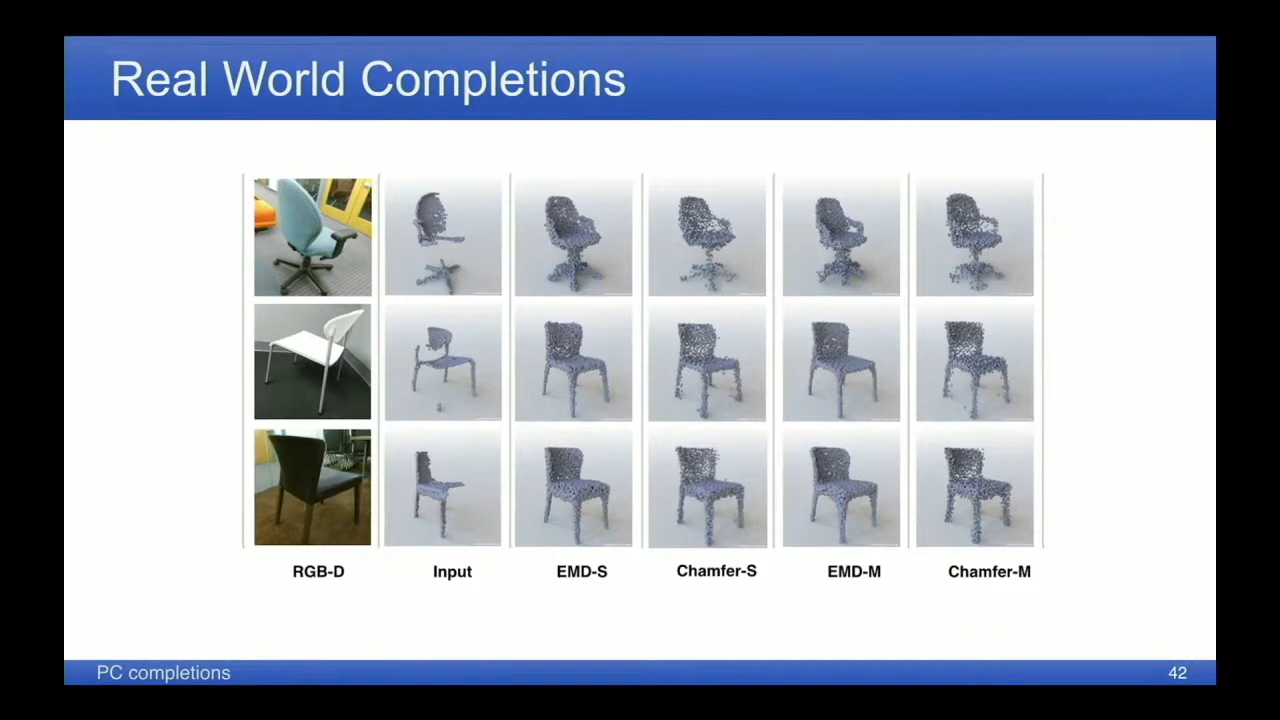 Real World Completions
RGB-D
Input
EMD-S
Chamfer-S
EMD-M
Chamfer-M
PC completions
42